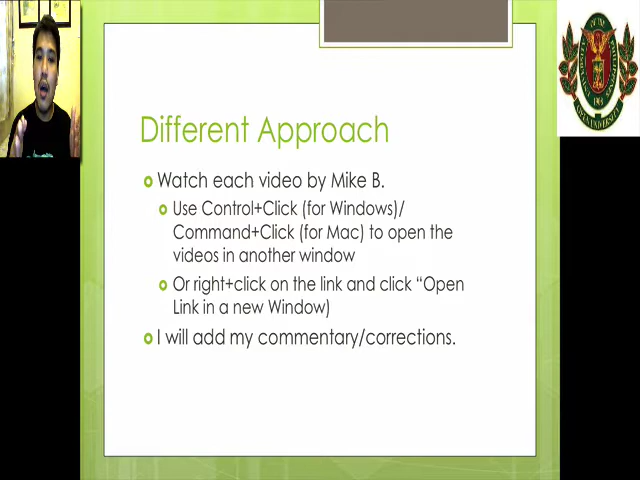 Different Approach
Watch each video by Mike B.
Use Control+Click (for Windows)/
Command+Click (for Mac) to open the
videos in another window
Or right+click on the link and click “Open
Link in a new Window)
I will add my commentary/corrections.